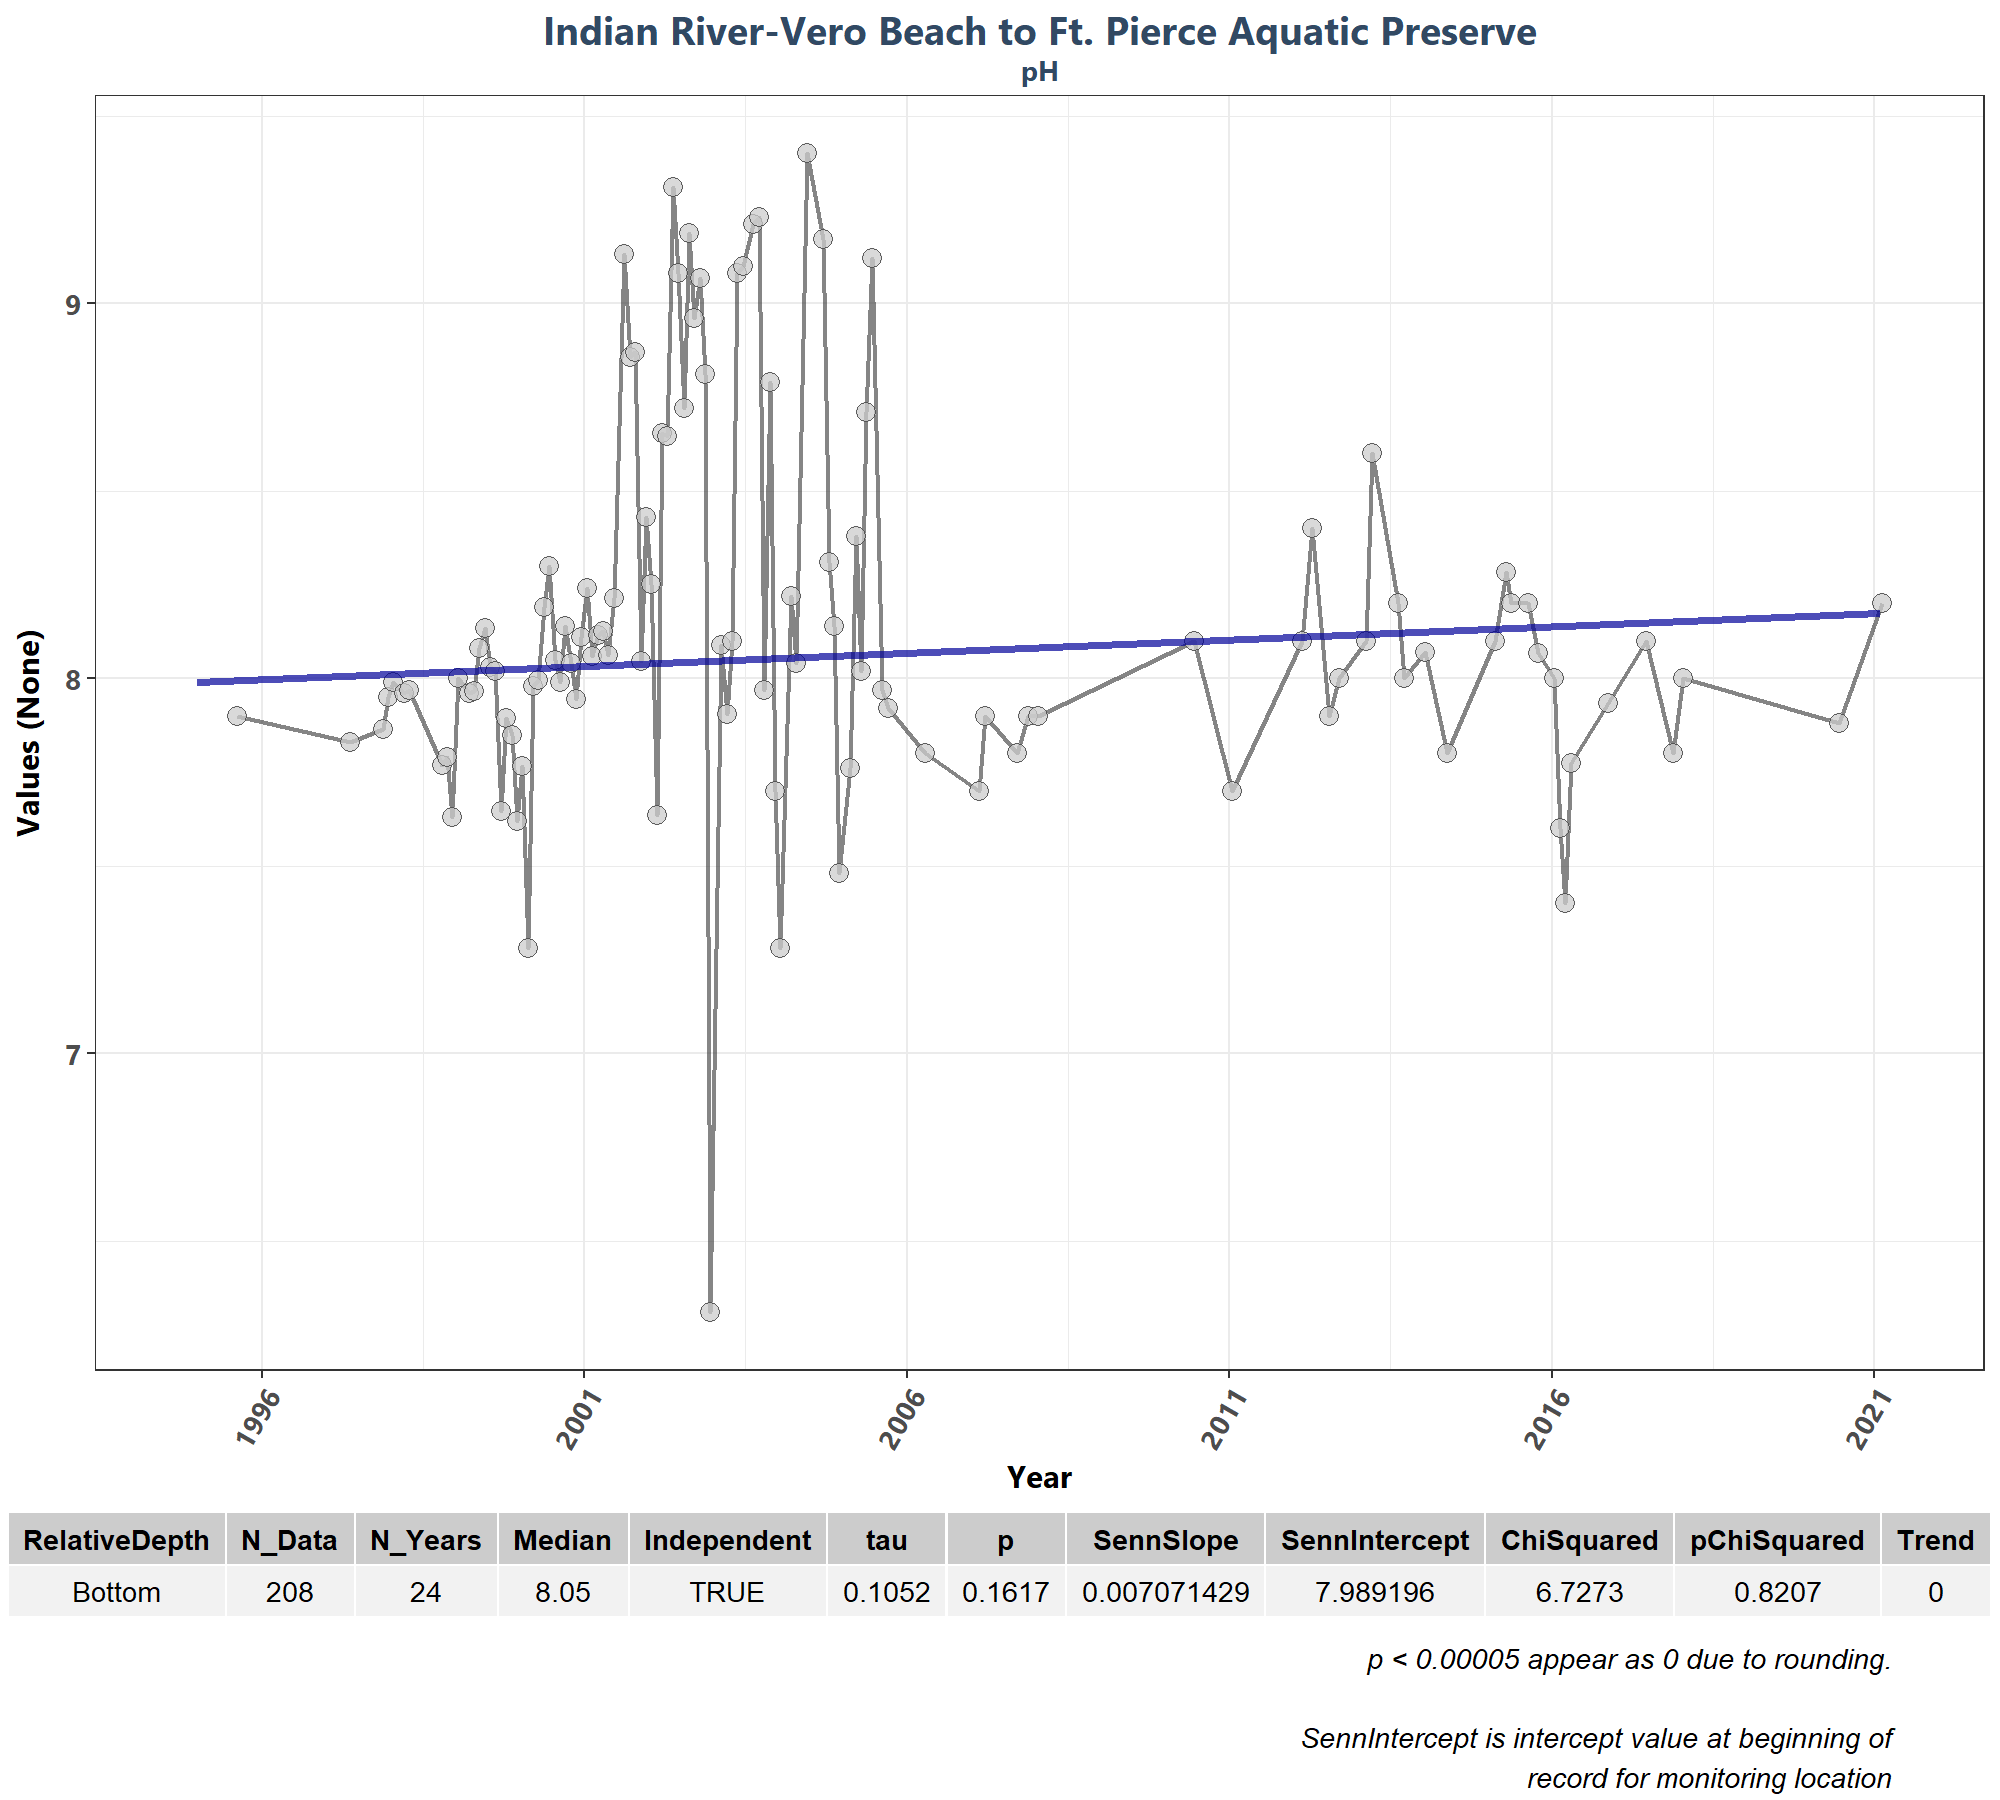 Indian River-Vero Beach to Ft. Pierce Aquatic Preserve
pH
Values (None)
9
8
7
1996
2001
2006
2011
2016
2021
Year
RelativeDepth N_Data N_Years Median Independent tau p SennSlope SennIntercept ChiSquared pChiSquared Trend
Bottom 208 24 8.05 TRUE 0.1052 0.1617 0.007071429 7.989196 6.7273 0.8207 0
p < 0.00005 appear as 0 due to rounding.
SennIntercept is intercept value at beginning of
record for monitoring location